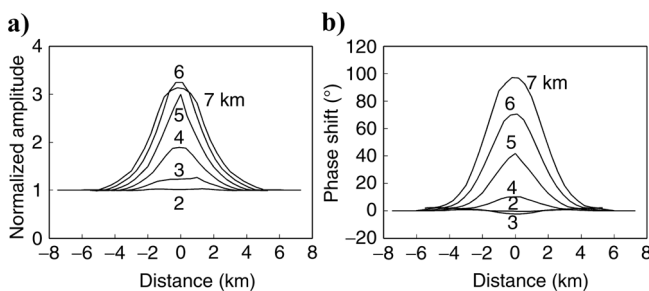 a)
Normalized amplitude
4
3
2
1
0
6
7 km
5
4
3
2
−8 −6 −4 −2 0 2 4 6 8
Distance (km)
b)
Phase shift (°)
120
100
80
60
40
20
0
−20
7 km
6
5
4
2
3
−8 −6 −4 −2 0 2 4 6 8
Distance (km)